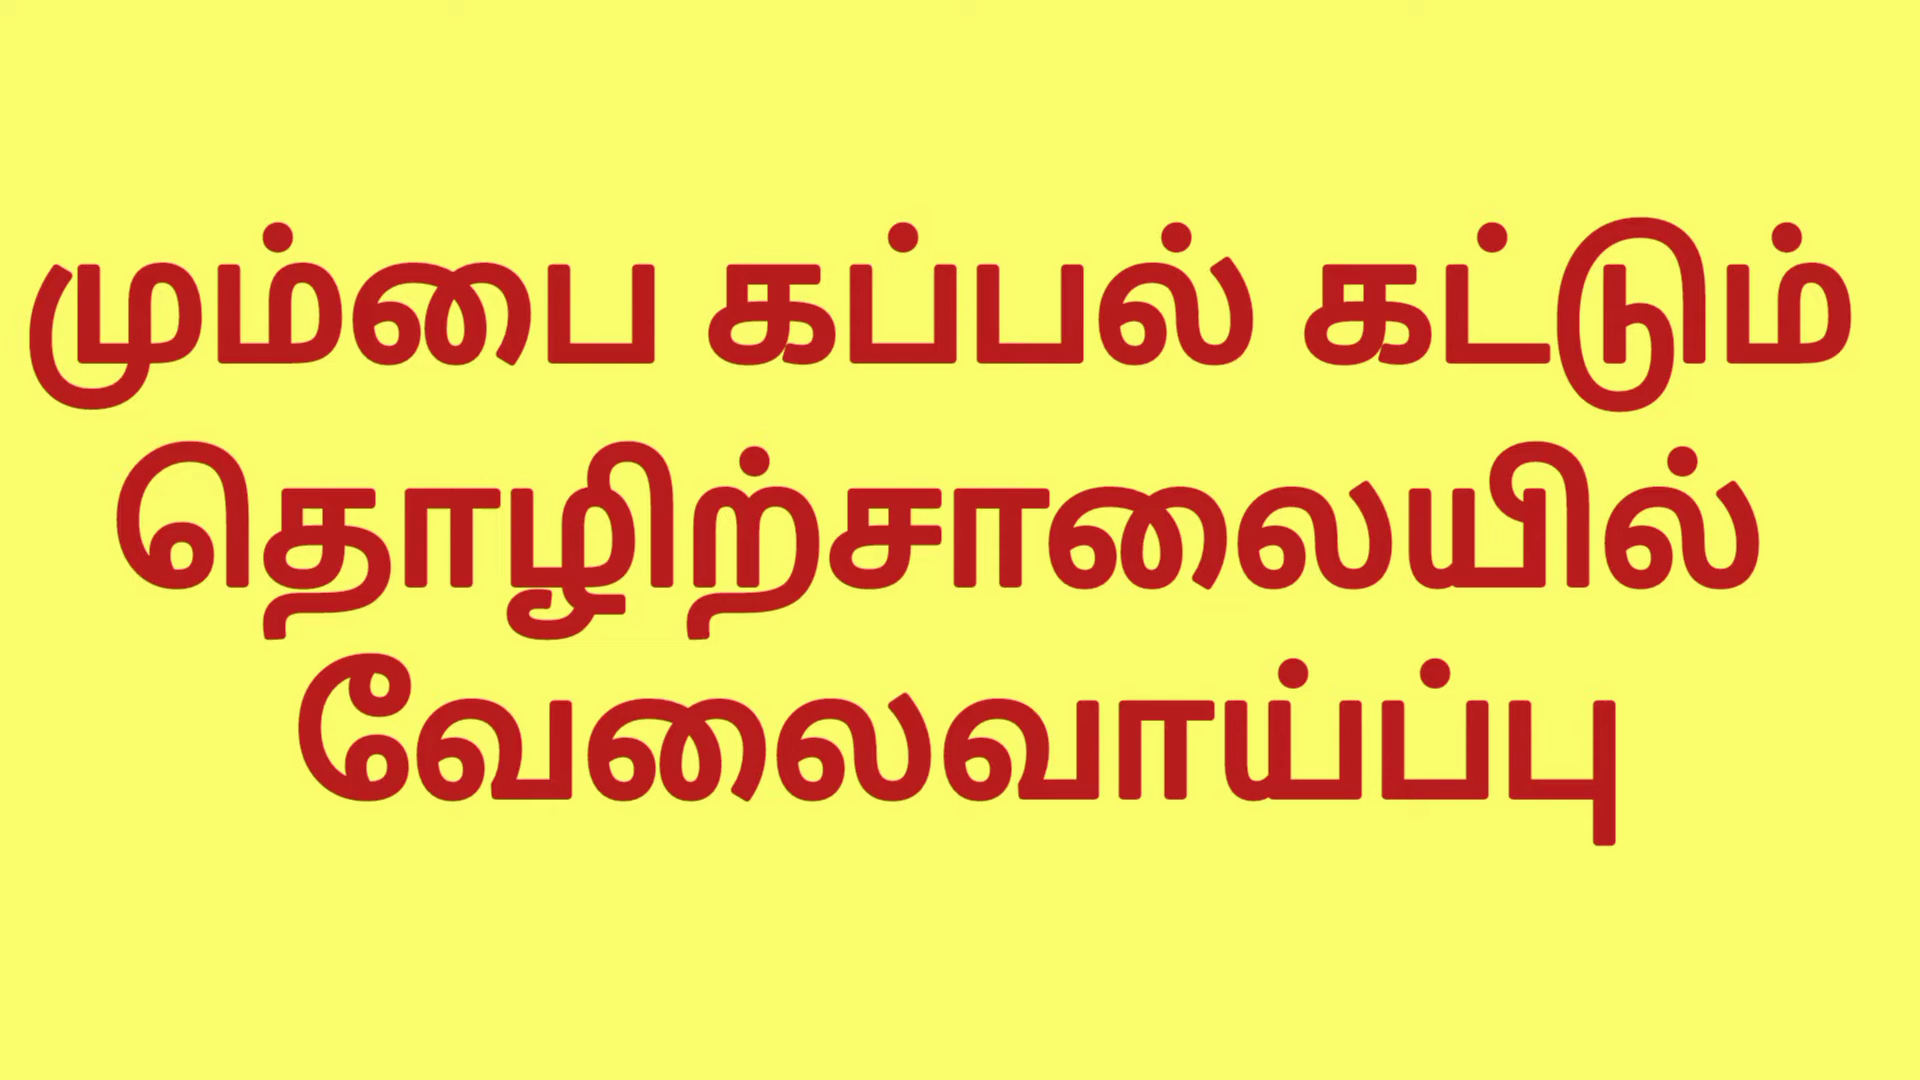 மும்பை கப்பல் கட்டும்
தொழிற்சாலையில்
வேலைவாய்ப்பு